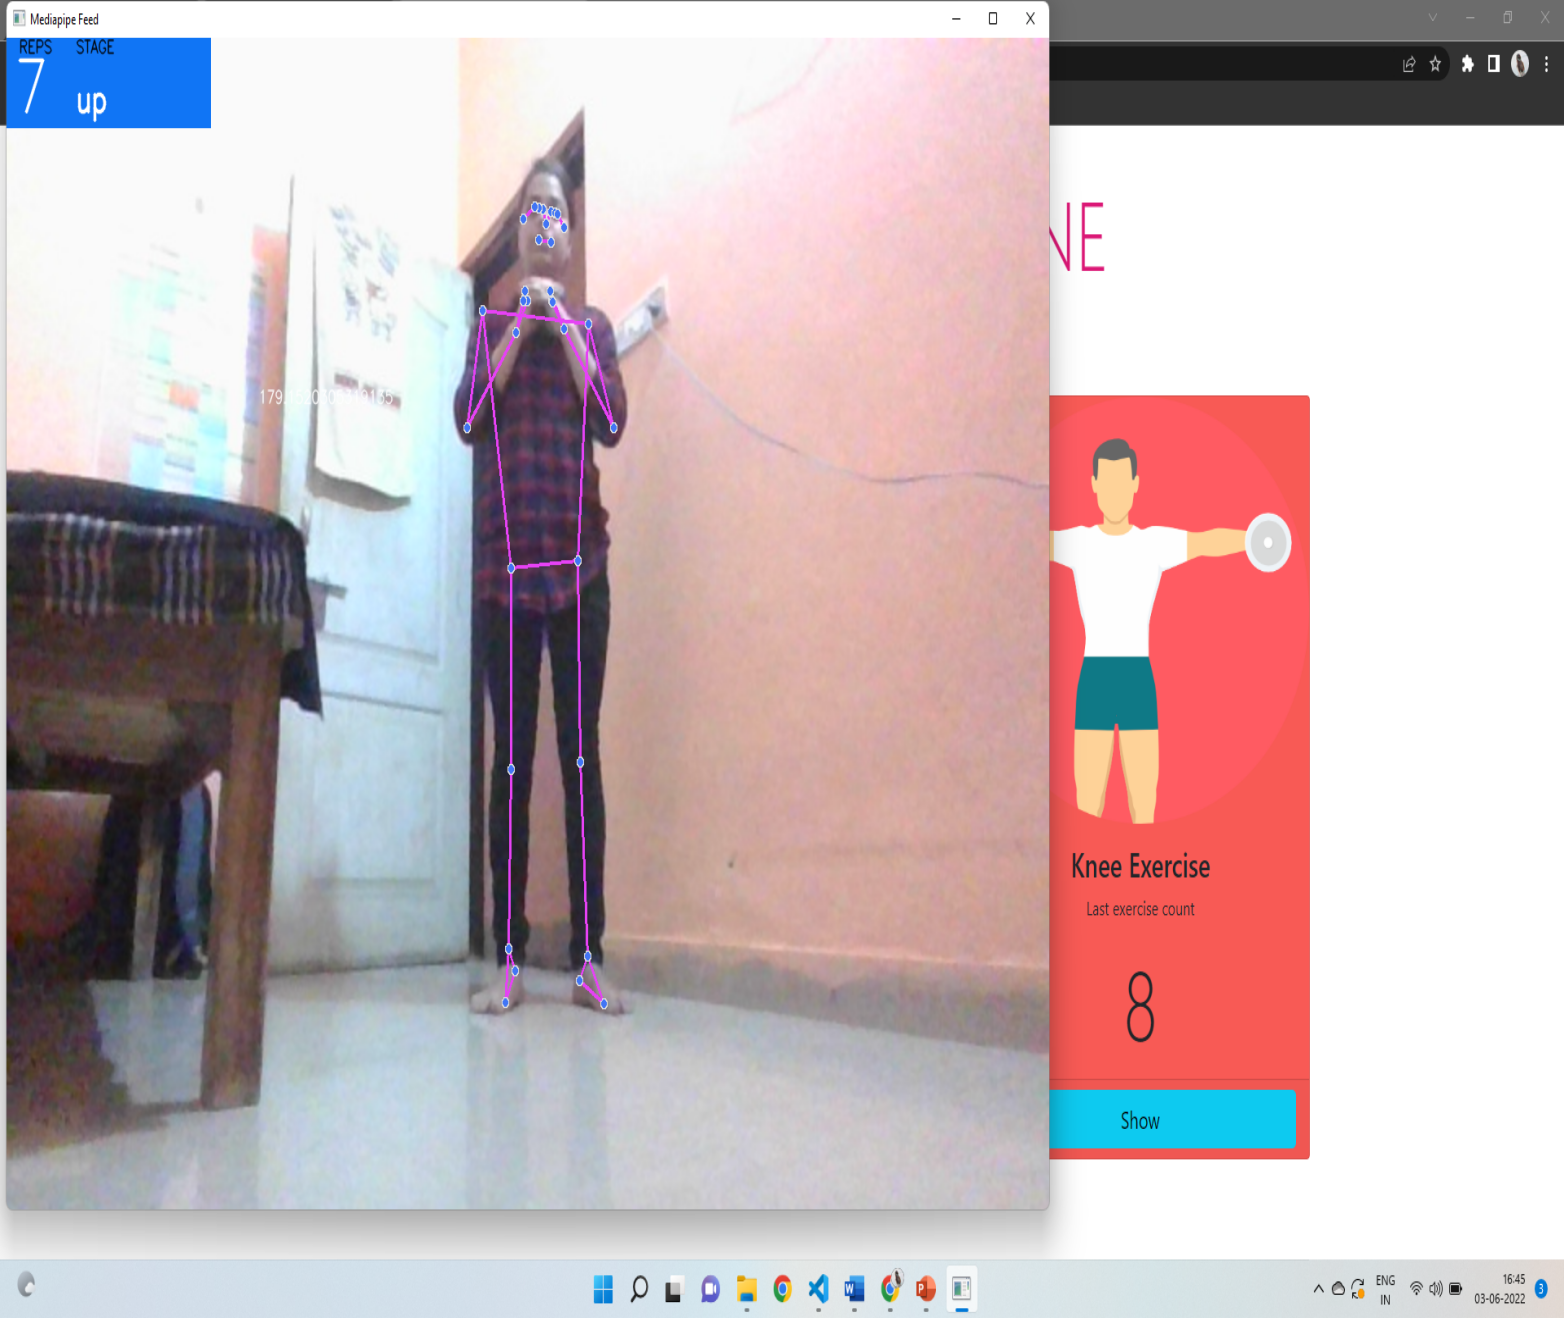 Mediapipe Feed
REPS STAGE
7 up
NE
Knee Exercise
Last exercise count
8
Show
ENG
IN
16:45
03-06-2022
3